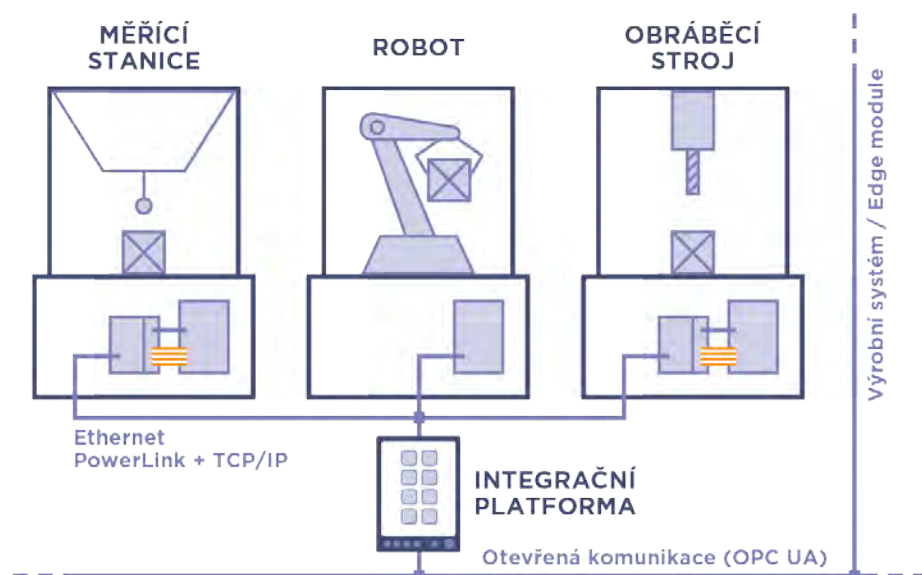 MĚŘÍCÍ
STANICE
ROBOT
OBRÁBĚCÍ
STROJ
Výrobní systém / Edge module
Ethernet
PowerLink + TCP/IP
INTEGRAČNÍ
PLATFORMA
Otevřená komunikace (OPC UA)